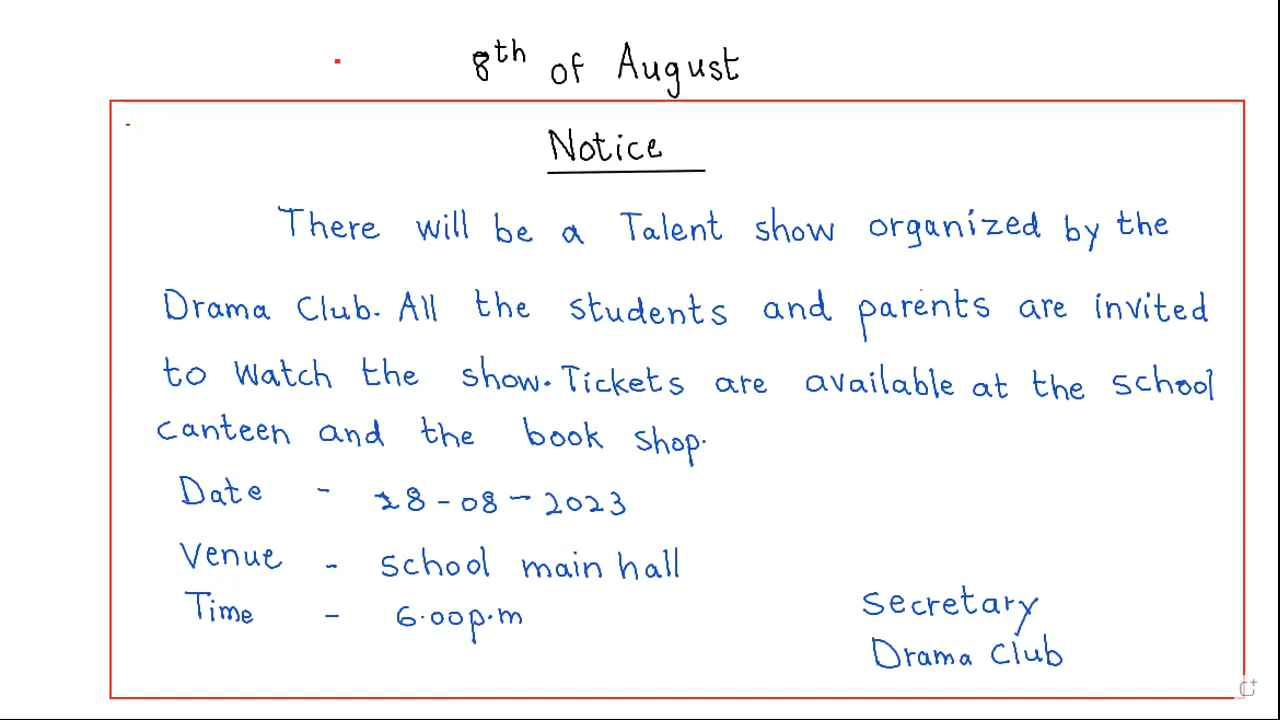 8th of August
Notice
There will be a Talent show organized by the
Drama Club. All the students and parents are invited
to watch the show. Tickets are available at the school
canteen and the book shop.
Date - 28-08-2023
Venue - school main hall
Time - 6.00p.m
Secretary
Drama Club